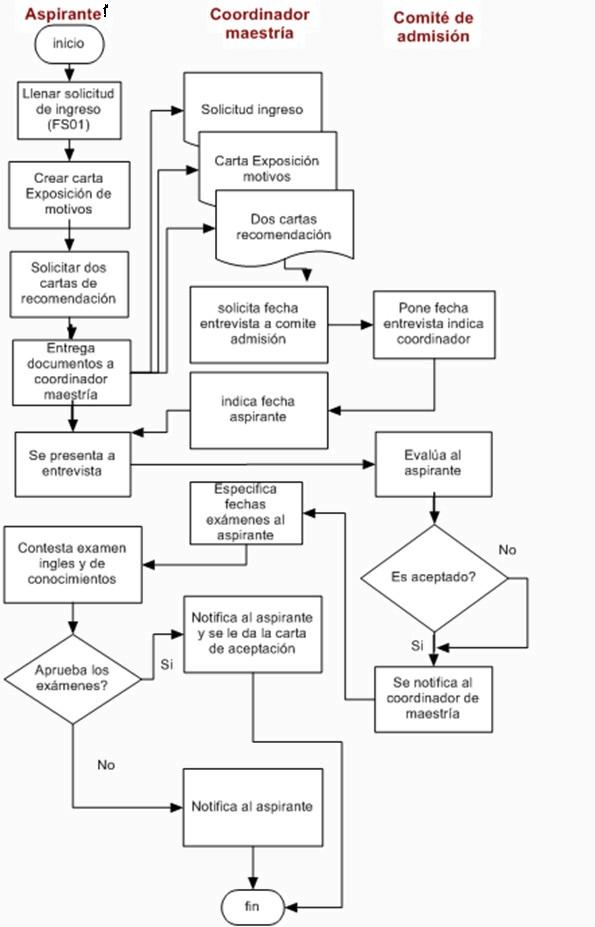 Aspirante
Coordinador
maestría
Comité de
admisión
inicio
Llenar solicitud
de ingreso
(FS01)
Solicitud ingreso
Crear carta
Exposición de
motivos
Carta Exposición
motivos
Dos cartas
recomendación
Solicitar dos
cartas de
recomendación
solicita fecha
entrevista a comite
admisión
Pone fecha
entrevista indica
coordinador
Entrega
documentos a
coordinador
maestría
indica fecha
aspirante
Se presenta a
entrevista
Evalúa al
aspirante
Especifica
fechas
exámenes al
aspirante
Contesta examen
ingles y de
conocimientos
Es aceptado?
No
Si
Notifica al aspirante
y se le da la carta
de aceptación
Aprueba los
exámenes?
Si
Se notifica al
coordinador de
maestría
No
Notifica al aspirante
fin